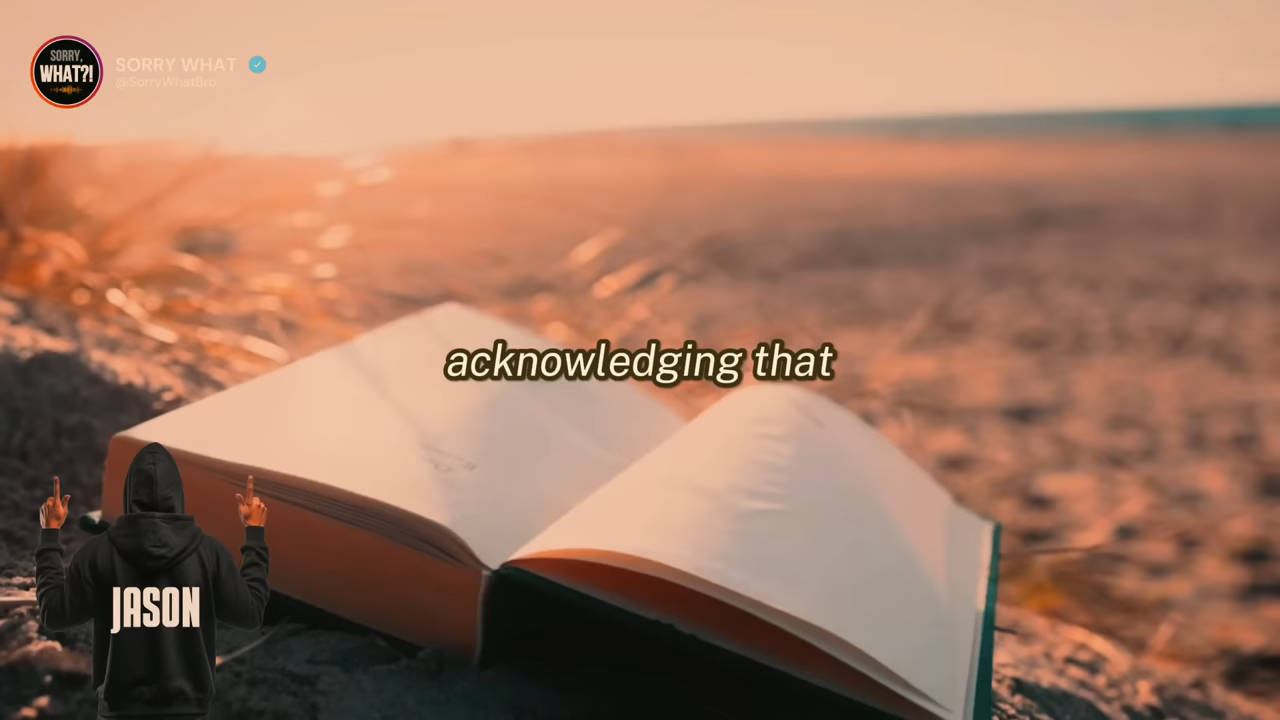 SORRY,
WHAT?!
SORRY WHAT
@SorryWhatBro
acknowledging that
JASON